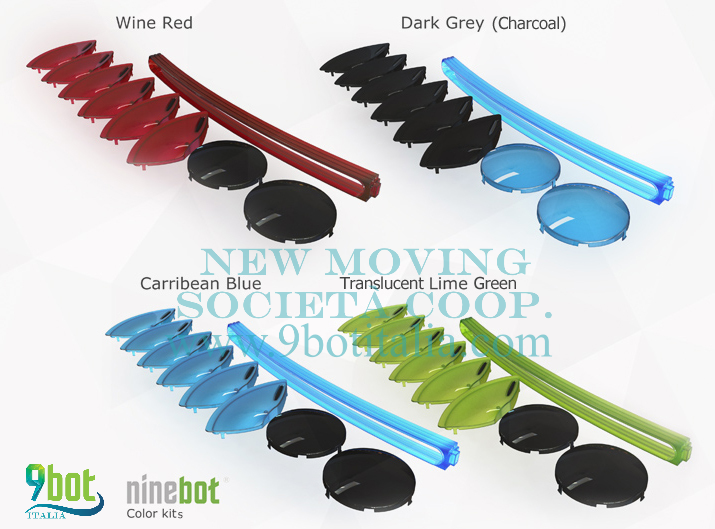 Wine Red
Dark Grey (Charcoal)
NEW MOVING
Carribean Blue
Translucent Lime Green
SOCIETÀ COOP.
www.9botitalia.com
9bot
ITALIA
ninebot®
Color kits